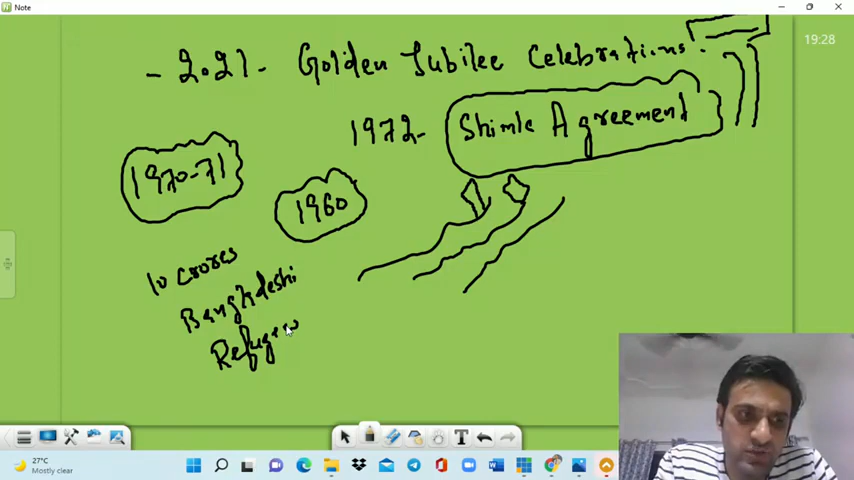 Note
19:28
- 2021 - Golden Jubilee Celebrations.
1972- Shimla Agreement
1970-71
1960
10 crores
Bangladeshi
Refugees
27°C
Mostly clear